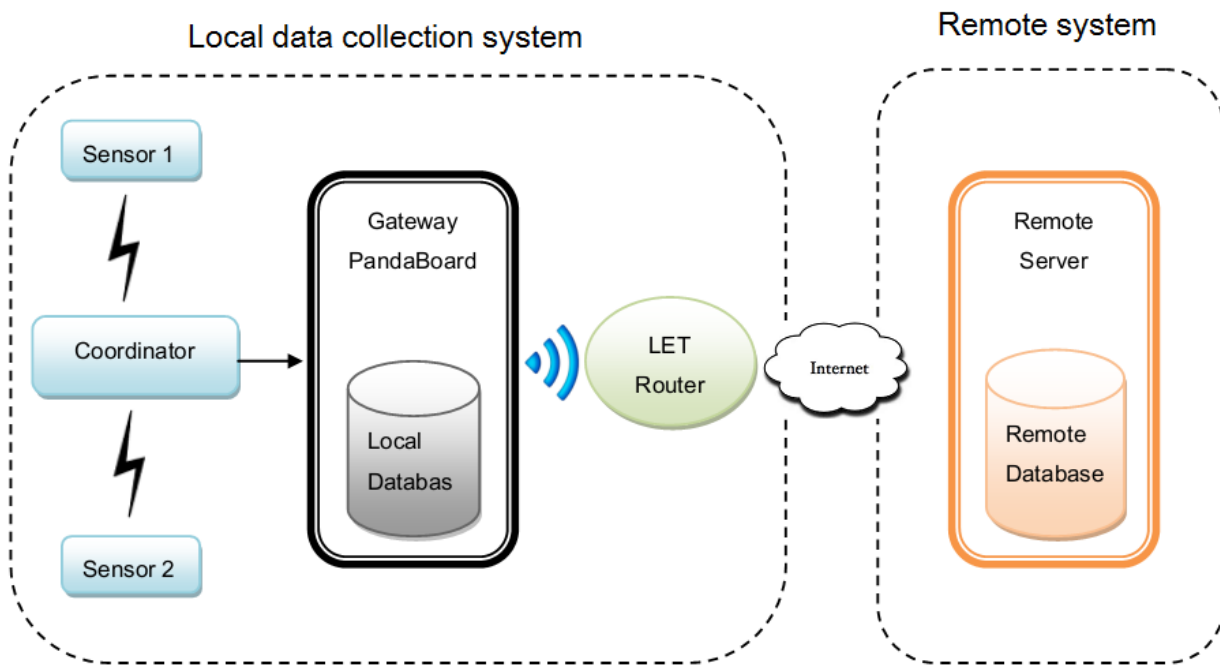 Local data collection system
Remote system
Sensor 1
Coordinator
Sensor 2
Gateway
PandaBoard
Local
Databas
LET
Router
Internet
Remote
Server
Remote
Database